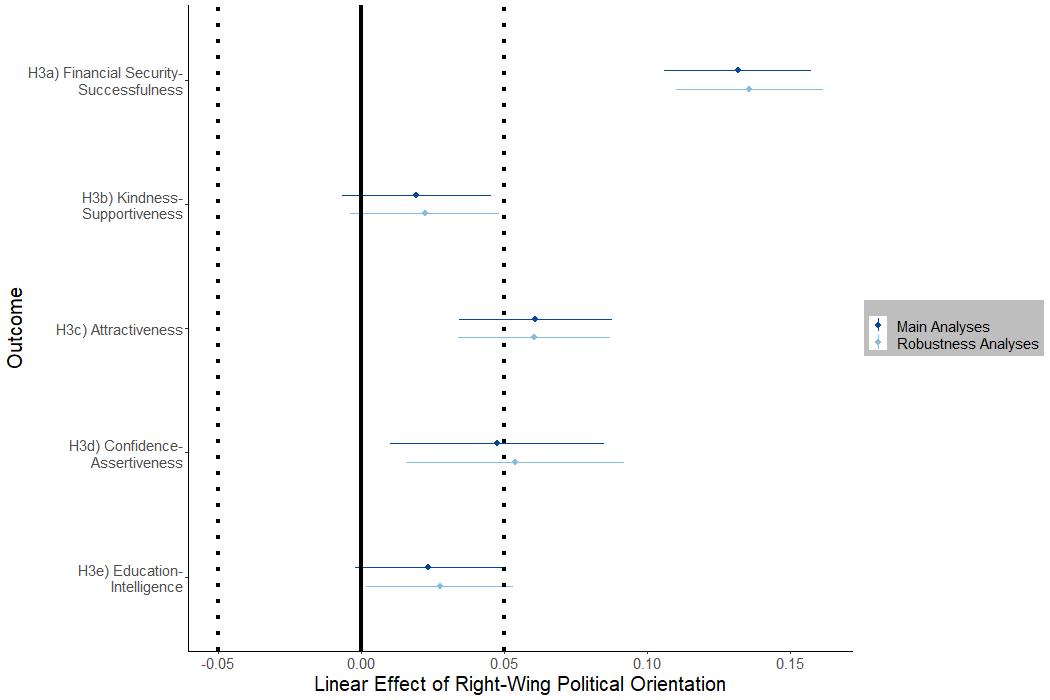 H3a) Financial Security-
Successfulness
H3b) Kindness-
Supportiveness
H3c) Attractiveness
H3d) Confidence-
Assertiveness
H3e) Education-
Intelligence
Outcome
-0.05
0.00
0.05
0.10
0.15
Linear Effect of Right-Wing Political Orientation
Main Analyses
Robustness Analyses